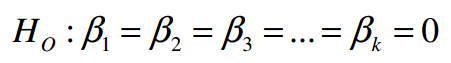 H_O : β_1 = β_2 = β_3 = ... = β_k = 0